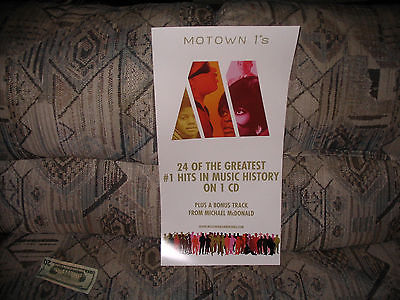 MOTOWN 1's
24 OF THE GREATEST
#1 HITS IN MUSIC HISTORY
ON 1 CD
PLUS A BONUS TRACK
FROM MICHAEL McDONALD